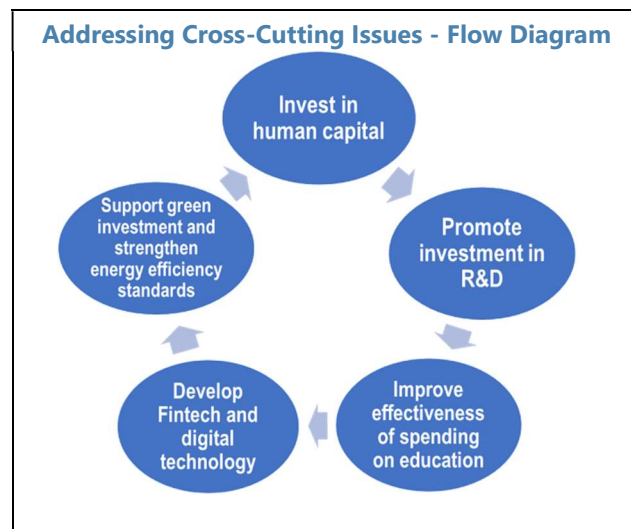 Addressing Cross-Cutting Issues - Flow Diagram
Invest in
human capital
Promote
investment in
R&D
Improve
effectiveness
of spending
on education
Develop
Fintech and
digital
technology
Support green
investment and
strengthen
energy efficiency
standards